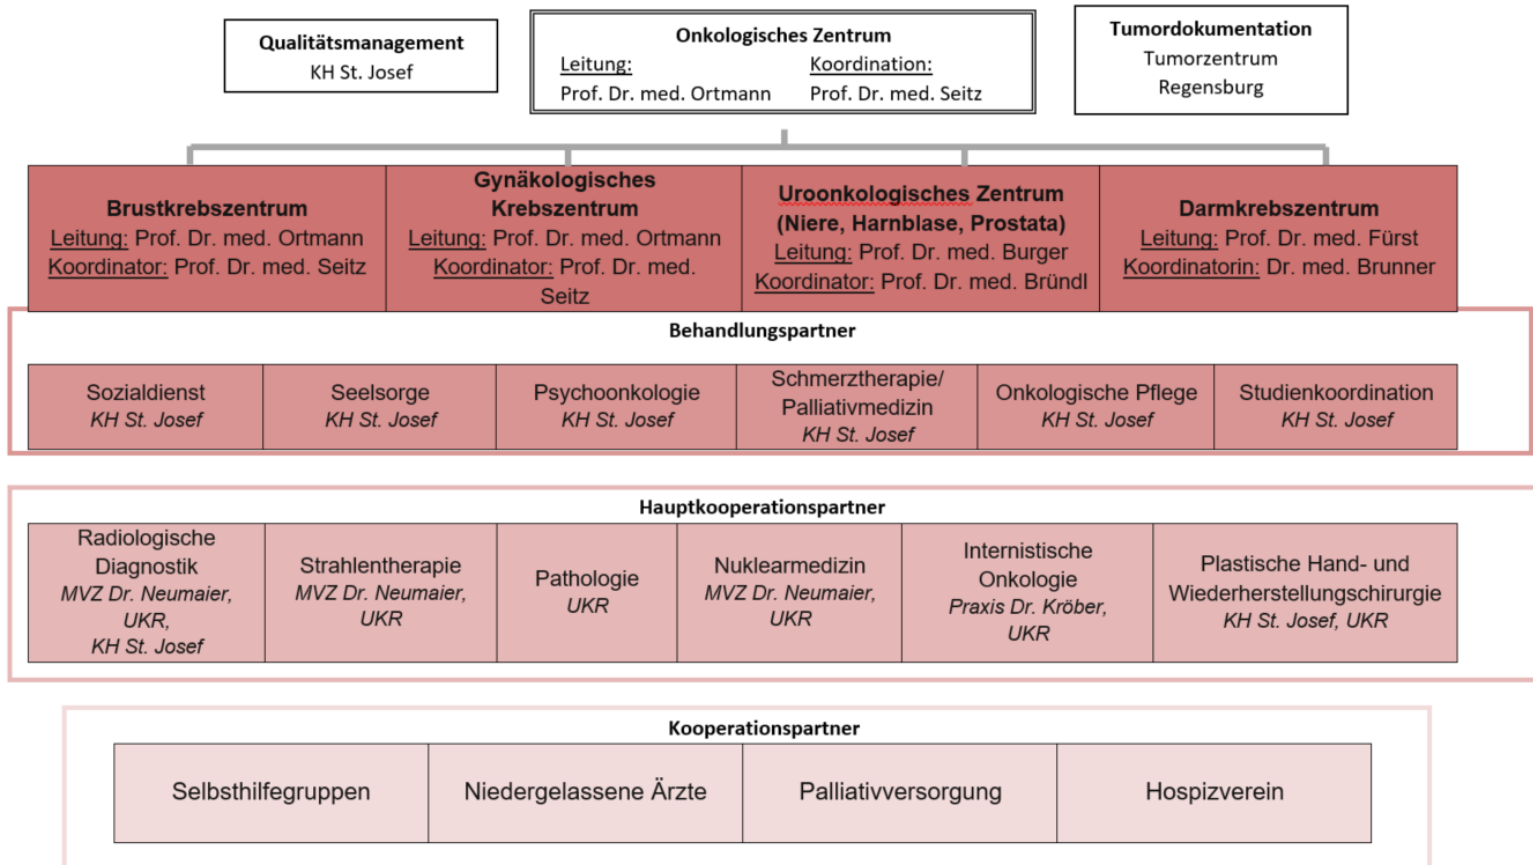 Qualitätsmanagement
KH St. Josef
Onkologisches Zentrum
Leitung:
Prof. Dr. med. Ortmann
Koordination:
Prof. Dr. med. Seitz
Tumordokumentation
Tumorzentrum
Regensburg
Brustkrebszentrum
Leitung: Prof. Dr. med. Ortmann
Koordinator: Prof. Dr. med. Seitz
Gynäkologisches
Krebszentrum
Leitung: Prof. Dr. med. Ortmann
Koordinator: Prof. Dr. med.
Seitz
Uroonkologisches Zentrum
(Niere, Harnblase, Prostata)
Leitung: Prof. Dr. med. Burger
Koordinator: Prof. Dr. med. Bründl
Darmkrebszentrum
Leitung: Prof. Dr. med. Fürst
Koordinatorin: Dr. med. Brunner
Behandlungspartner
Sozialdienst
KH St. Josef
Seelsorge
KH St. Josef
Psychoonkologie
KH St. Josef
Schmerztherapie/
Palliativmedizin
KH St. Josef
Onkologische Pflege
KH St. Josef
Studienkoordination
KH St. Josef
Hauptkooperationspartner
Radiologische
Diagnostik
MVZ Dr. Neumaier,
UKR,
KH St. Josef
Strahlentherapie
MVZ Dr. Neumaier,
UKR
Pathologie
UKR
Nuklearmedizin
MVZ Dr. Neumaier,
UKR
Internistische
Onkologie
Praxis Dr. Kröber,
UKR
Plastische Hand- und
Wiederherstellungschirurgie
KH St. Josef, UKR
Kooperationspartner
Selbsthilfegruppen
Niedergelassene Ärzte
Palliativversorgung
Hospizverein